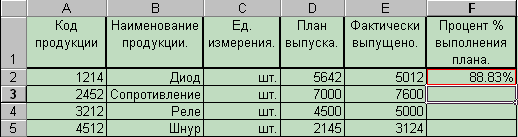 A B C D E F
1 Код продукции Наименование продукции. Ед. измерения. План выпуска. Фактически выпущено. Процент % выполнения плана.
2 1214 Диод шт. 5642 5012 88.83%
3 2452 Сопротивление шт. 7000 7600
4 3212 Реле шт. 4500 5000
5 4512 Шнур шт. 2145 3124